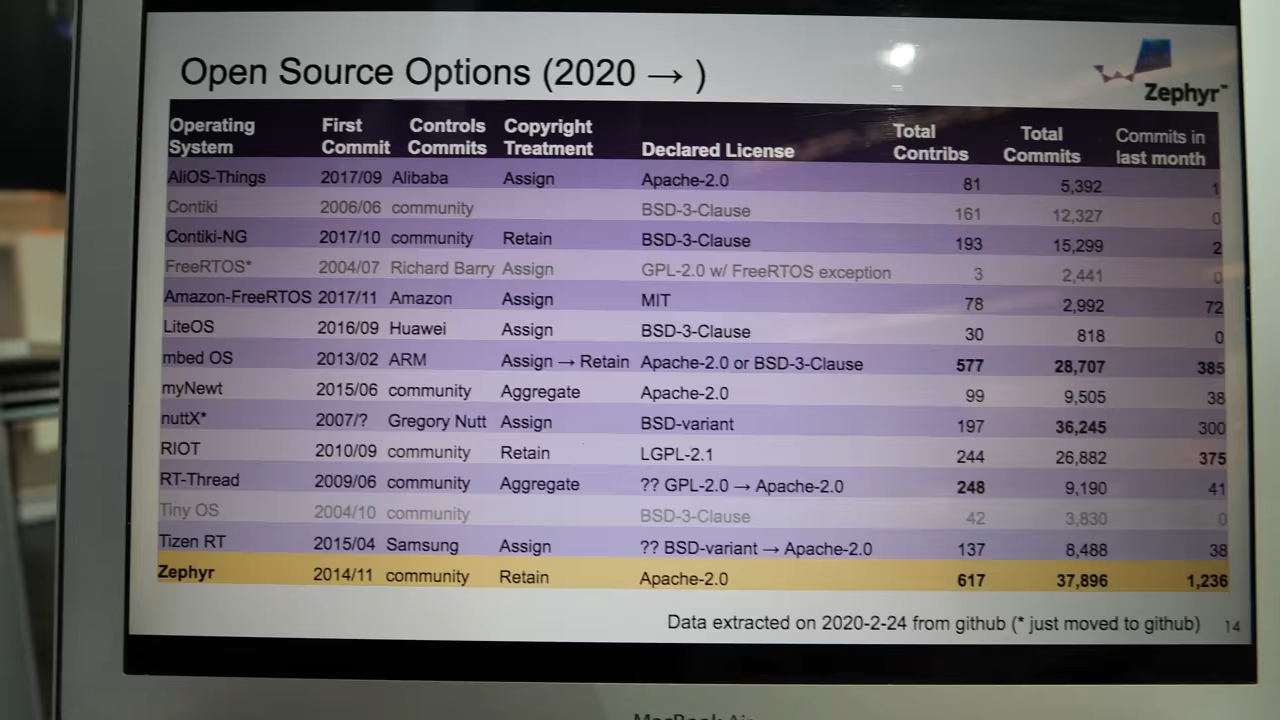 Open Source Options (2020 → )
Zephyr™
Operating System First Commit Controls Commits Copyright Treatment Declared License Total Contribs Total Commits Commits in last month
AliOS-Things 2017/09 Alibaba Assign Apache-2.0 81 5,392 1
Contiki 2006/06 community BSD-3-Clause 161 12,327 0
Contiki-NG 2017/10 community Retain BSD-3-Clause 193 15,299 2
FreeRTOS* 2004/07 Richard Barry Assign GPL-2.0 w/ FreeRTOS exception 3 2,441 0
Amazon-FreeRTOS 2017/11 Amazon Assign MIT 78 2,992 72
LiteOS 2016/09 Huawei Assign BSD-3-Clause 30 818 0
mbed OS 2013/02 ARM Assign → Retain Apache-2.0 or BSD-3-Clause 577 28,707 385
myNewt 2015/06 community Aggregate Apache-2.0 99 9,505 38
nuttX* 2007/? Gregory Nutt Assign BSD-variant 197 36,245 300
RIOT 2010/09 community Retain LGPL-2.1 244 26,882 375
RT-Thread 2009/06 community Aggregate ?? GPL-2.0 → Apache-2.0 248 9,190 41
Tiny OS 2004/10 community BSD-3-Clause 42 3,830 0
Tizen RT 2015/04 Samsung Assign ?? BSD-variant → Apache-2.0 137 8,488 38
Zephyr 2014/11 community Retain Apache-2.0 617 37,896 1,236
Data extracted on 2020-2-24 from github (* just moved to github) 14
MacBook Air